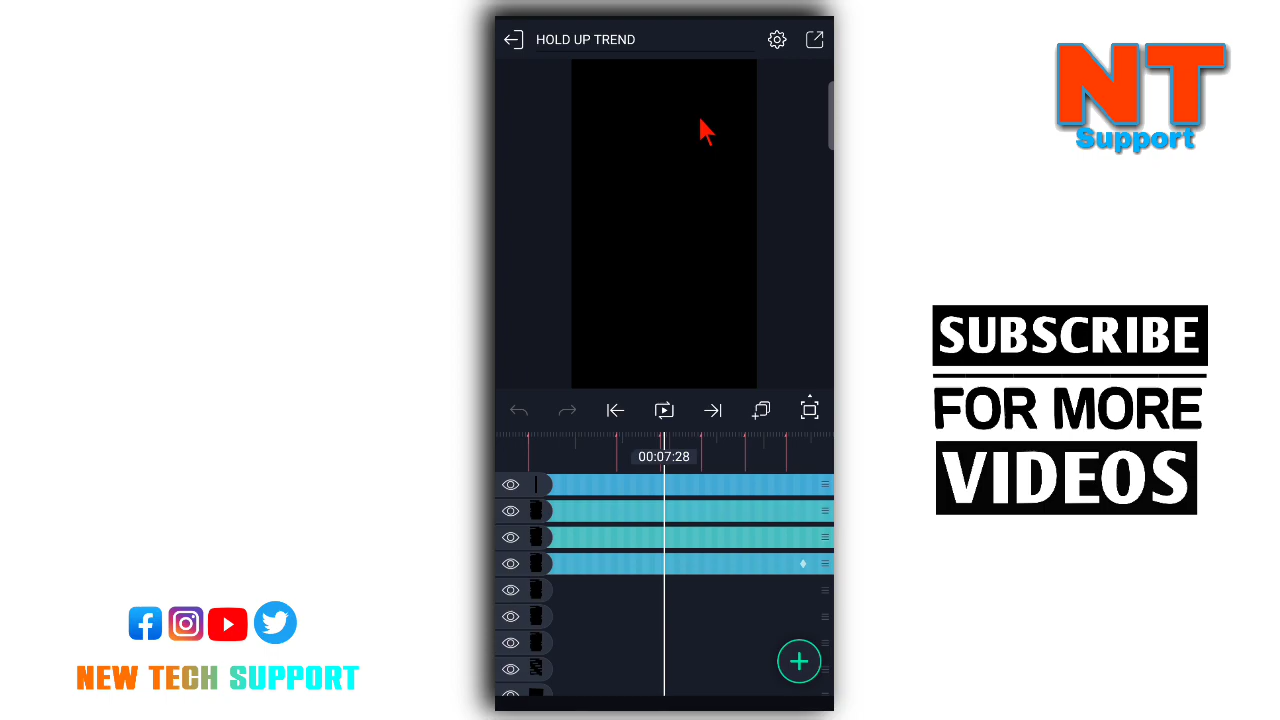 HOLD UP TREND
NT
Support
00:07:28
SUBSCRIBE
FOR MORE
VIDEOS
NEW TECH SUPPORT